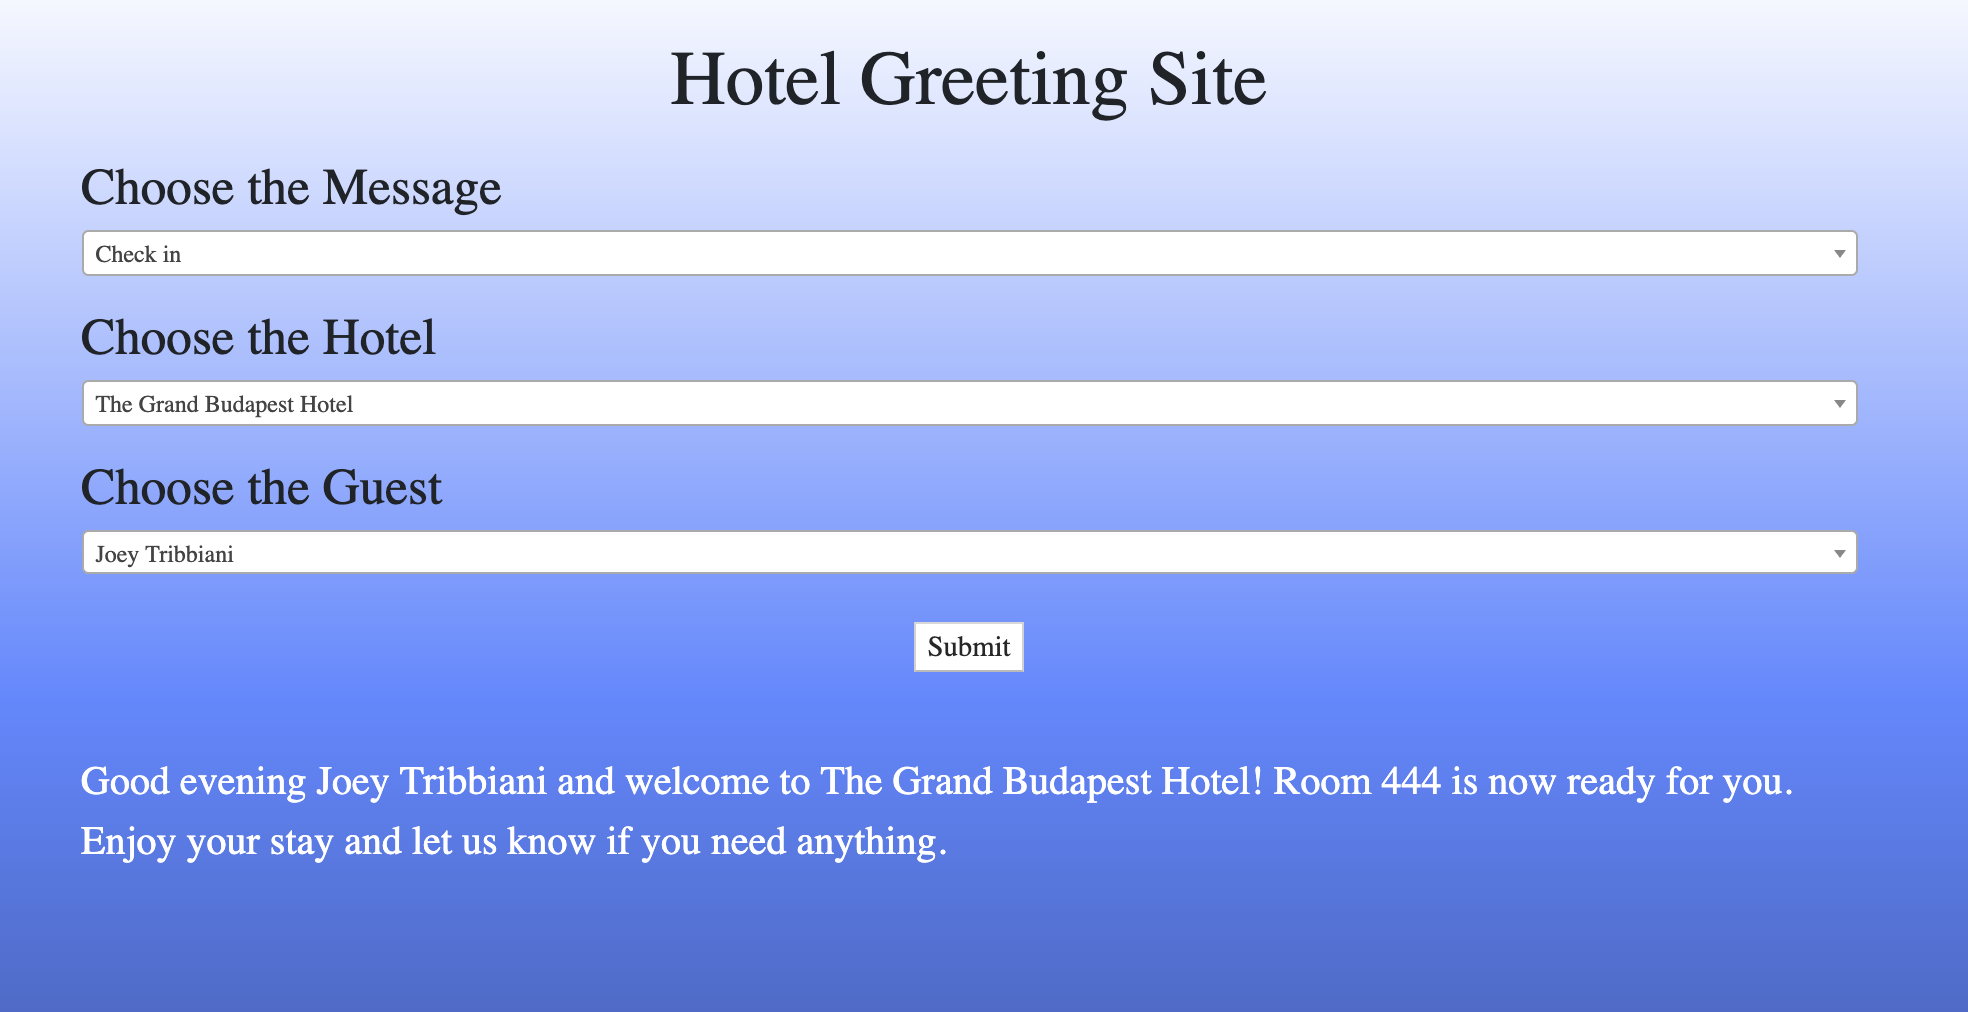 Hotel Greeting Site
Choose the Message
Check in
Choose the Hotel
The Grand Budapest Hotel
Choose the Guest
Joey Tribbiani
Submit
Good evening Joey Tribbiani and welcome to The Grand Budapest Hotel! Room 444 is now ready for you.
Enjoy your stay and let us know if you need anything.